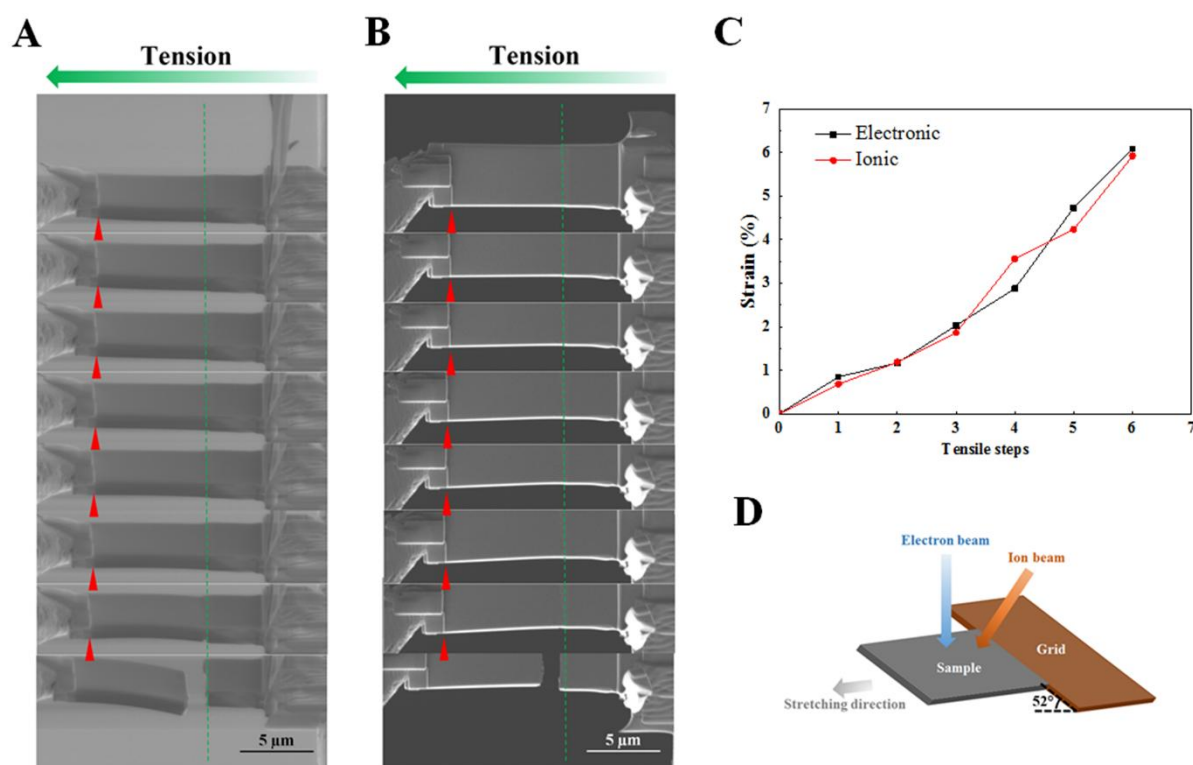 A
B
C
Tension
Tension
7
6
5
4
3
2
1
0
Electronic
Ionic
Strain (%)
0 1 2 3 4 5 6 7
Tensile steps
5 μm
5 μm
D
Electron beam
Ion beam
Grid
Sample
52°
Stretching direction